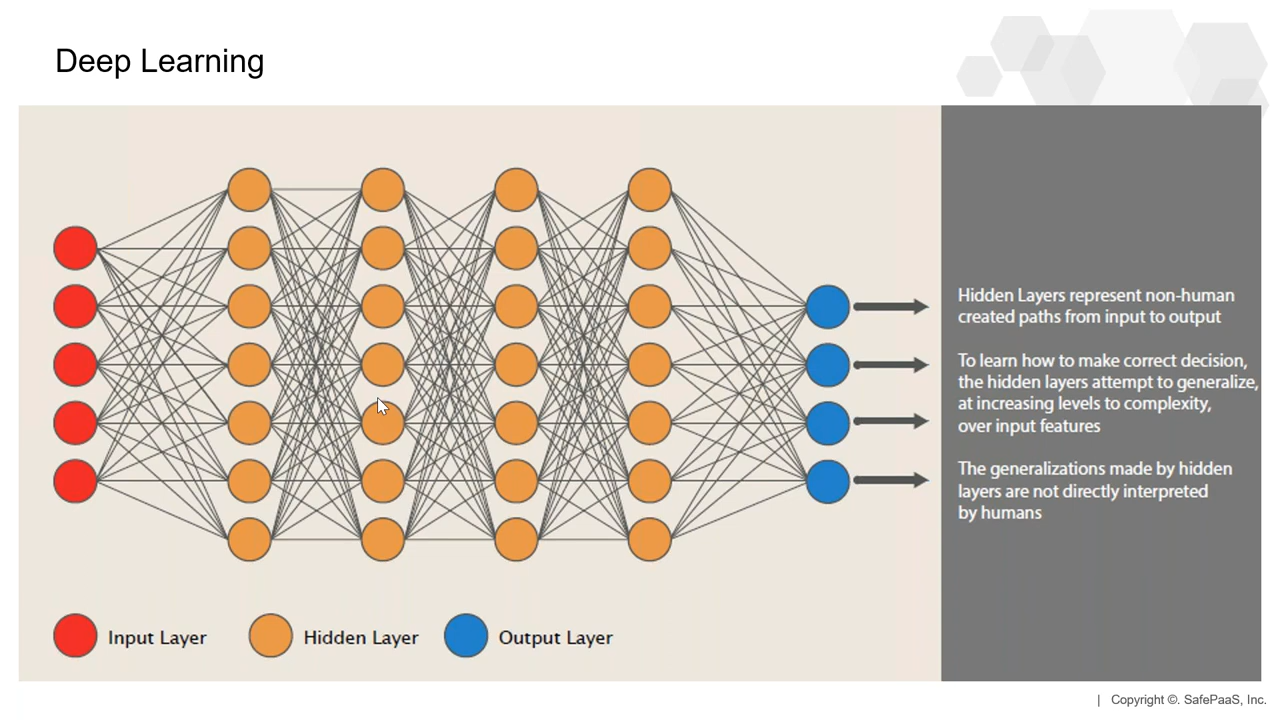 Deep Learning
Hidden Layers represent non-human
created paths from input to output
To learn how to make correct decision,
the hidden layers attempt to generalize,
at increasing levels to complexity,
over input features
The generalizations made by hidden
layers are not directly interpreted
by humans
Input Layer
Hidden Layer
Output Layer
| Copyright ©. SafePaaS, Inc.